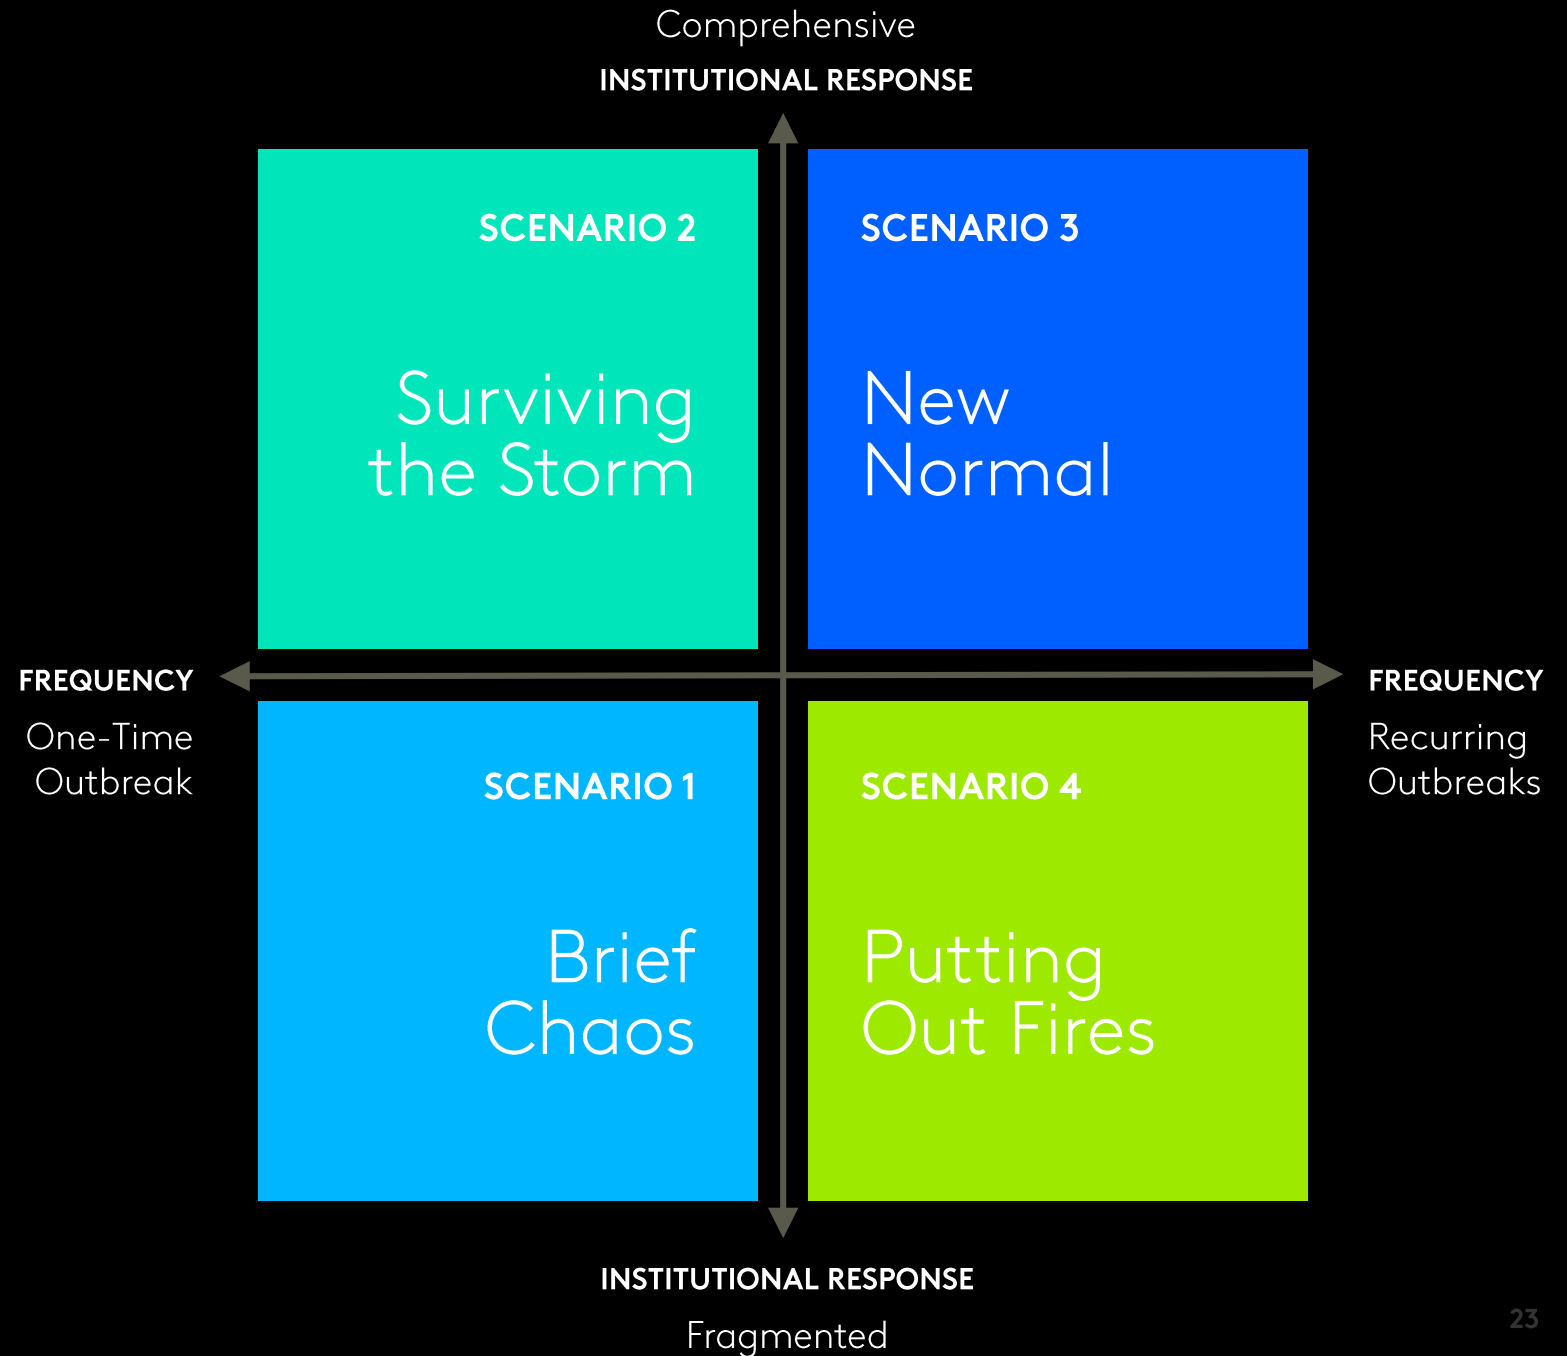 Comprehensive
INSTITUTIONAL RESPONSE
SCENARIO 2
Surviving
the Storm
SCENARIO 3
New
Normal
FREQUENCY
One-Time
Outbreak
FREQUENCY
Recurring
Outbreaks
SCENARIO 1
Brief
Chaos
SCENARIO 4
Putting
Out Fires
INSTITUTIONAL RESPONSE
Fragmented
23